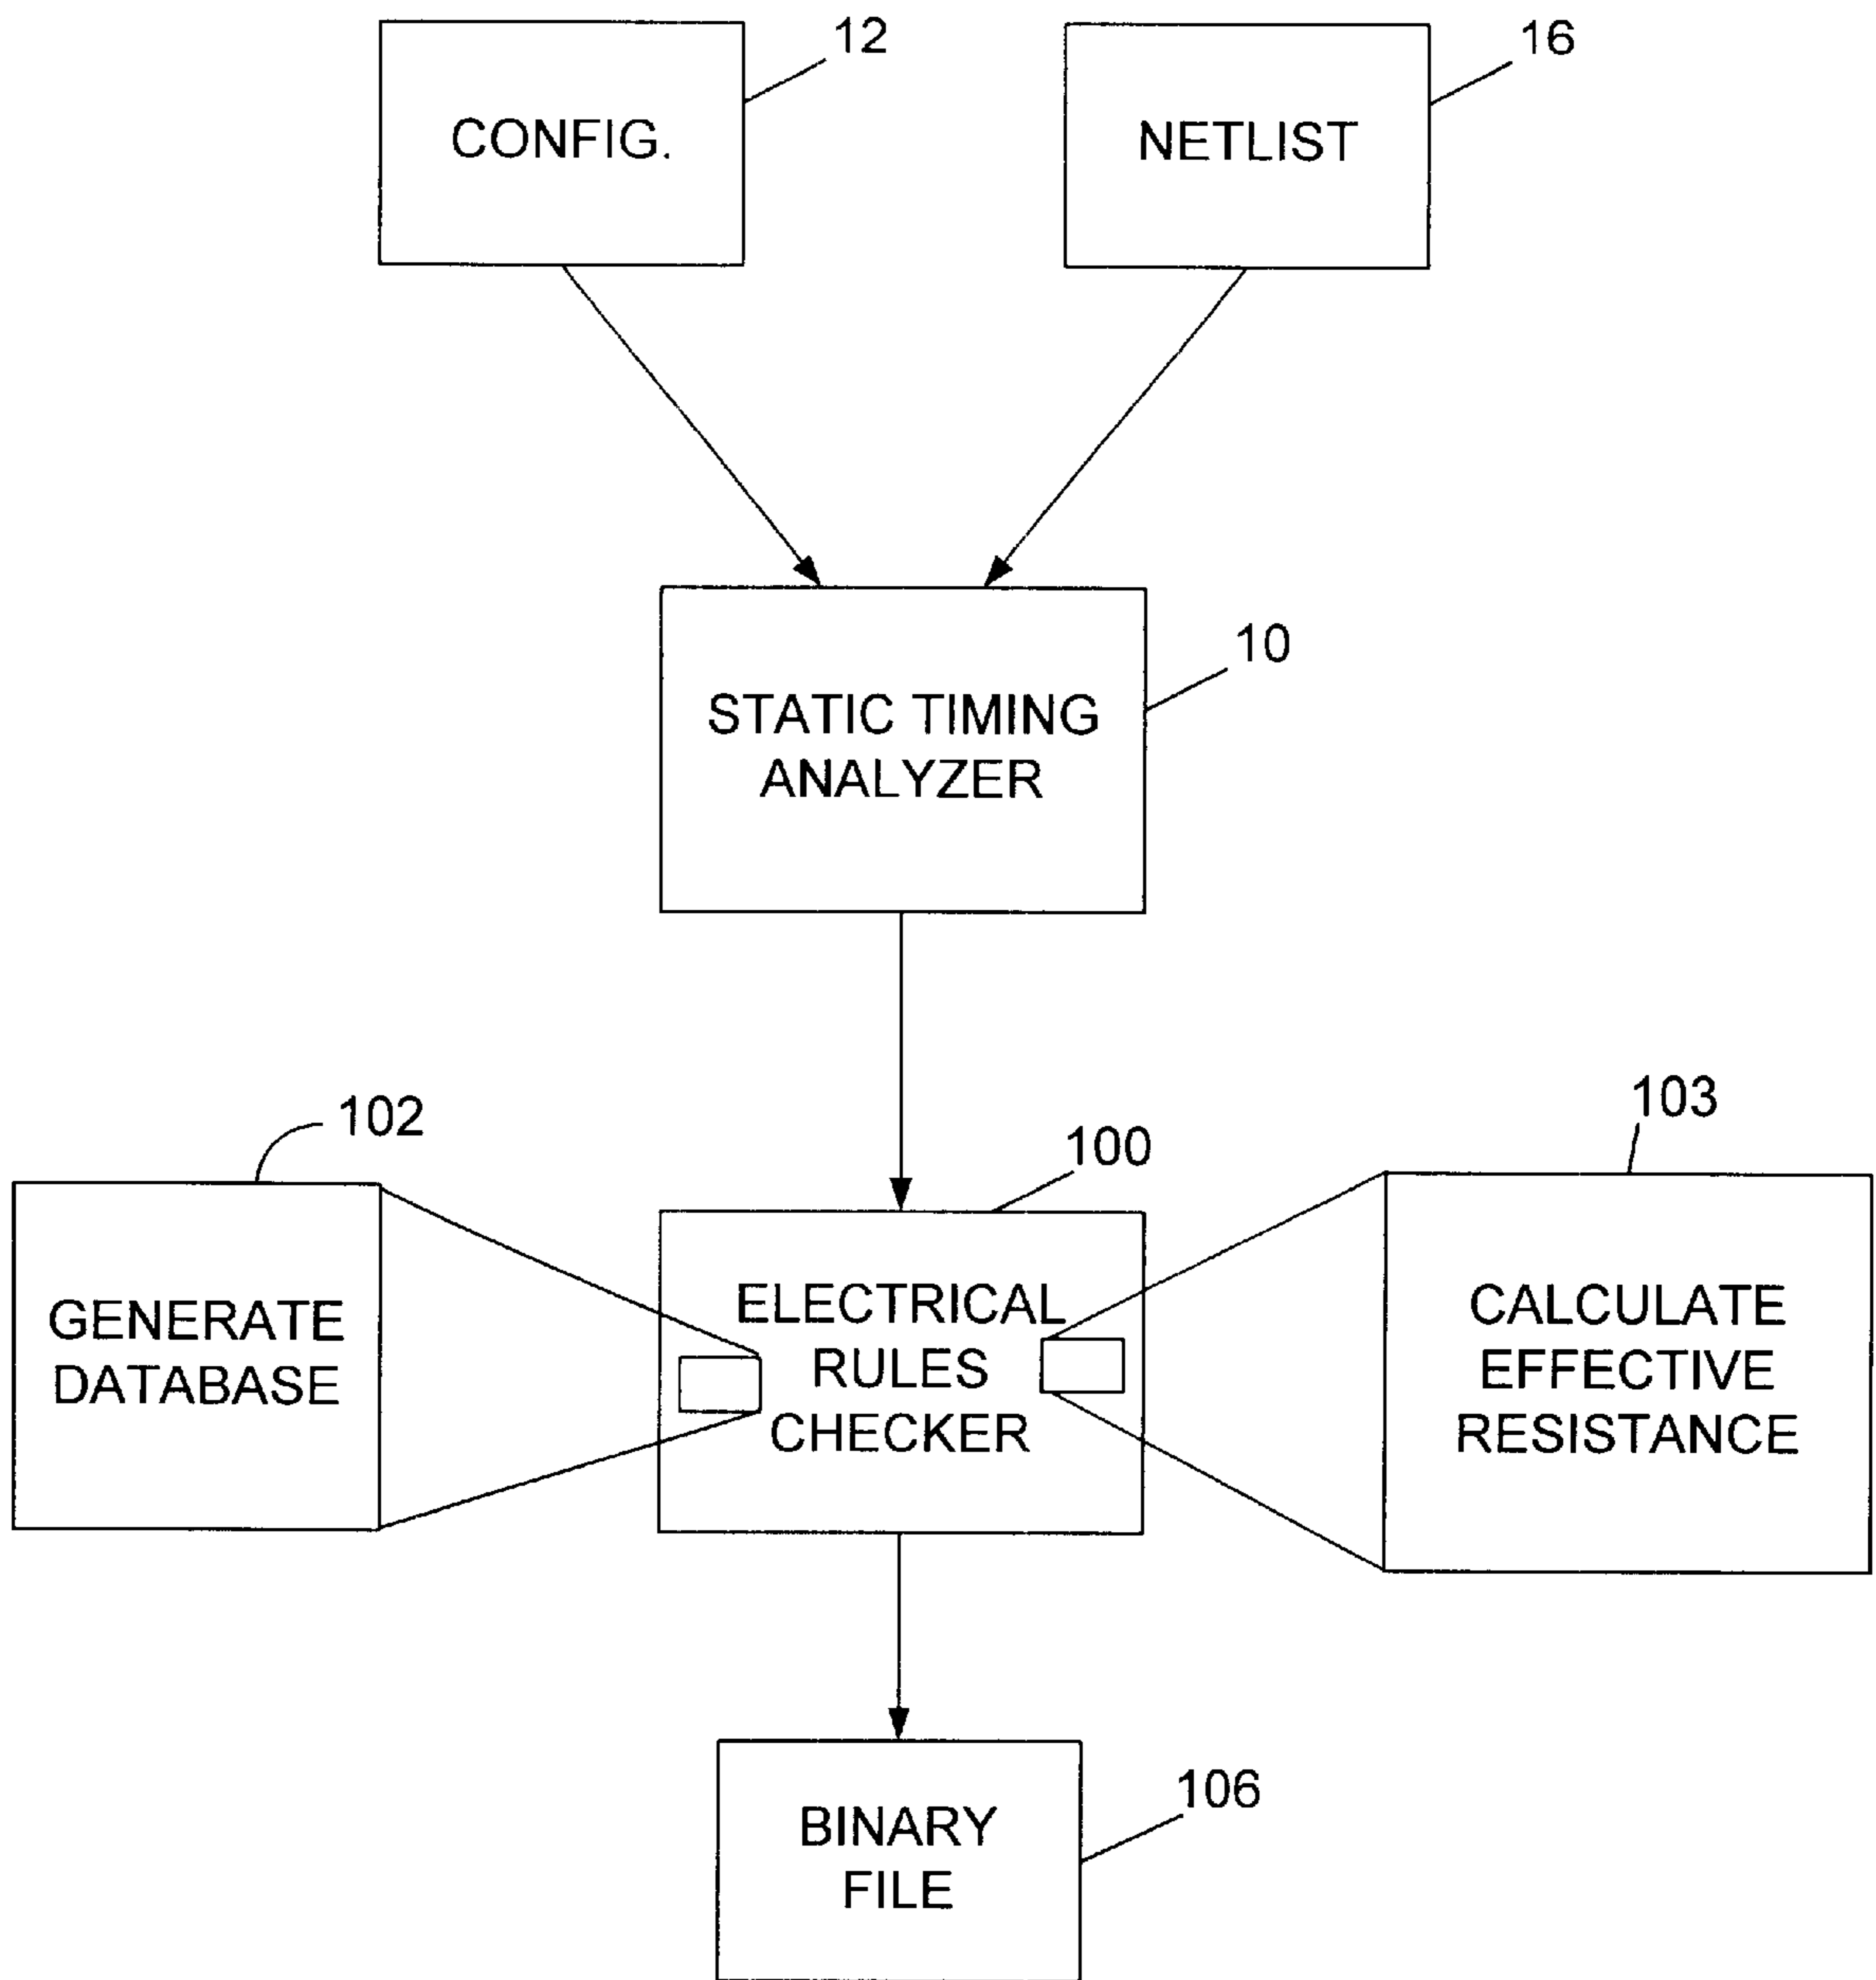 12
16
CONFIG.
NETLIST
10
STATIC TIMING
ANALYZER
102
100
103
GENERATE
DATABASE
ELECTRICAL
RULES
CHECKER
CALCULATE
EFFECTIVE
RESISTANCE
106
BINARY
FILE